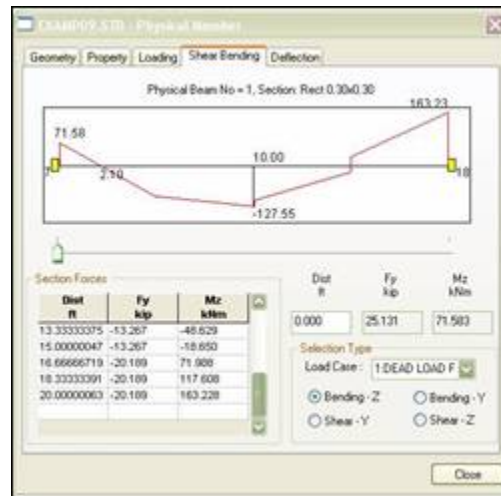 EXAMP09.STD - Physical Member
Geometry Property Loading Shear Bending Deflection
Physical Beam No = 1, Section: Rect 0.30x0.30
163.23
71.58
10.00
2.10
7
18
-127.55
Section Forces
Dist ft Fy kip Mz kNm
13.33333375 -13.267 -48.629
15.00000047 -13.267 -18.650
16.66666719 -20.189 71.988
18.33333391 -20.189 117.608
20.00000063 -20.189 163.228
Dist ft Fy kip Mz kNm
0.000 25.131 71.583
Selection Type
Load Case : 1:DEAD LOAD F
Bending - Z Bending - Y
Shear - Y Shear - Z
Close